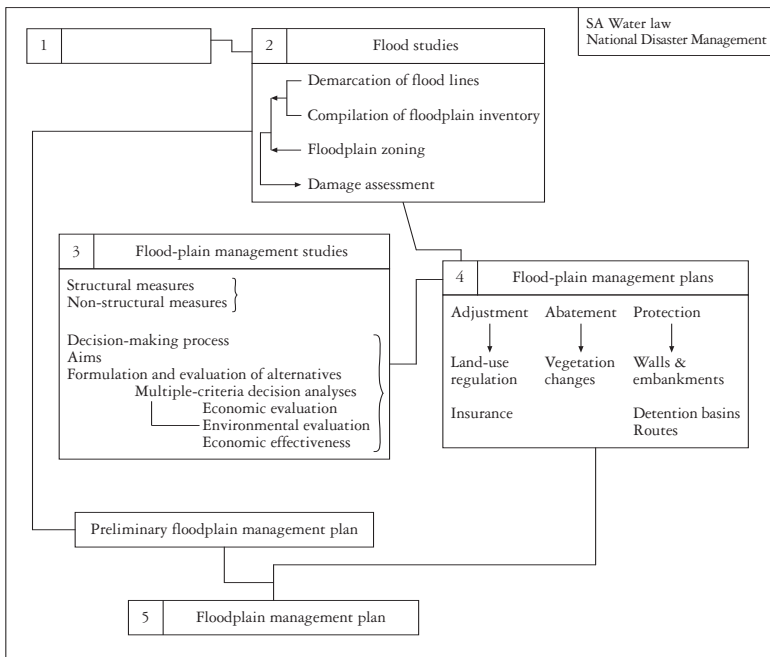 SA Water law
National Disaster Management
1
2 Flood studies
Demarcation of flood lines
Compilation of floodplain inventory
Floodplain zoning
Damage assessment
3 Flood-plain management studies
Structural measures
Non-structural measures
Decision-making process
Aims
Formulation and evaluation of alternatives
Multiple-criteria decision analyses
Economic evaluation
Environmental evaluation
Economic effectiveness
4 Flood-plain management plans
Adjustment Abatement Protection
Land-use Vegetation Walls &
regulation changes embankments
Insurance Detention basins
Routes
Preliminary floodplain management plan
5 Floodplain management plan